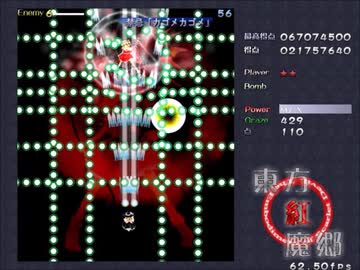 Enemy 6
禁忌「カゴメカゴメ」
56
最高得点 067074500
得点 021757640
Player ★★
Bomb
Power
Graze 429
点 110
東方
紅
魔郷
62.50fps